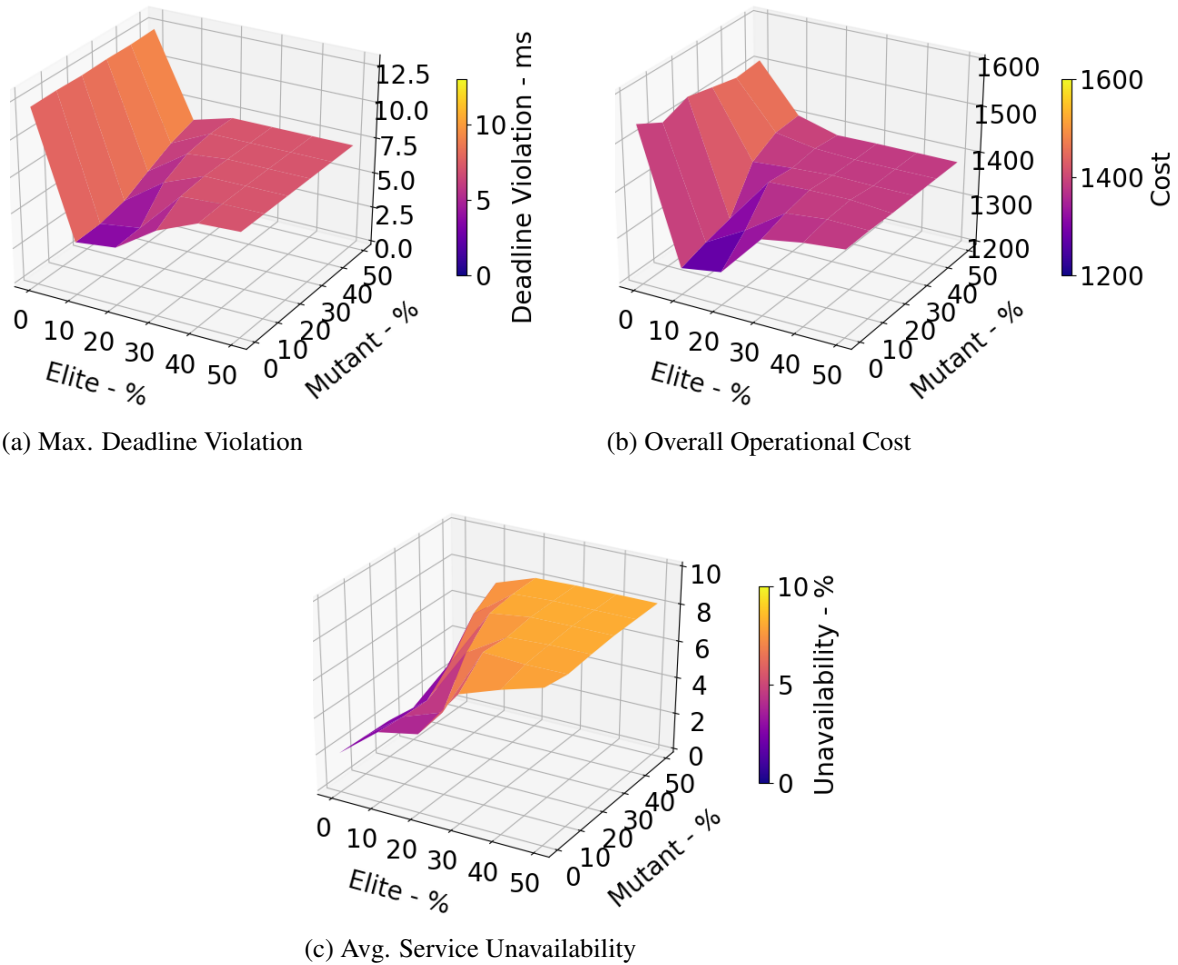 12.5
10.0
7.5
5.0
2.5
0.0
0 10 20 30 40 50
Elite - %
0 10 20 30 40 50
Mutant - %
10
5
0
Deadline Violation - ms
(a) Max. Deadline Violation
1600
1500
1400
1300
1200
0 10 20 30 40 50
Elite - %
0 10 20 30 40 50
Mutant - %
1600
1400
1200
Cost
(b) Overall Operational Cost
10
8
6
4
2
0
0 10 20 30 40 50
Elite - %
0 10 20 30 40 50
Mutant - %
10
5
0
Unavailability - %
(c) Avg. Service Unavailability